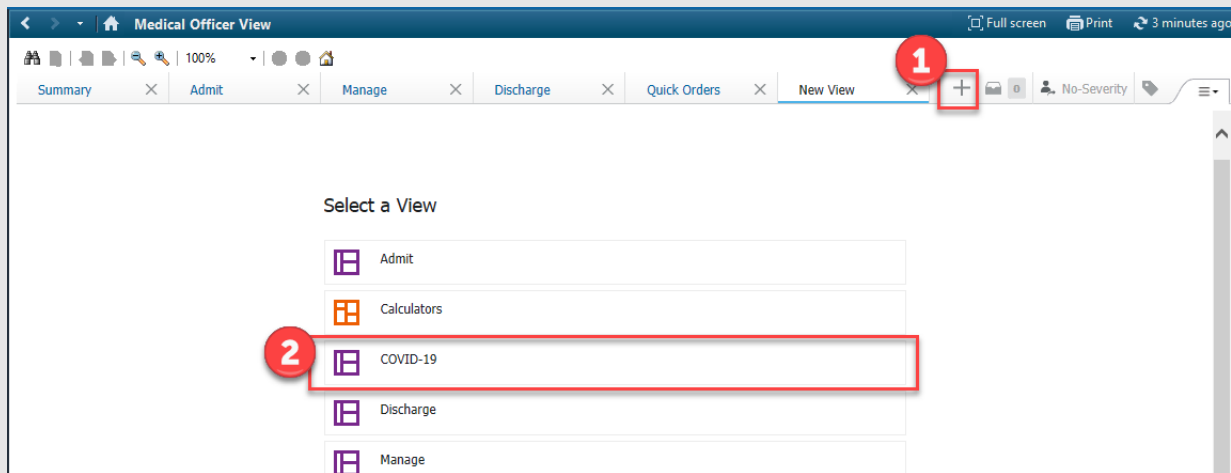 Medical Officer View Full screen Print 3 minutes ago
100%
1
Summary Admit Manage Discharge Quick Orders New View 0 No-Severity
Select a View
Admit
Calculators
2 COVID-19
Discharge
Manage